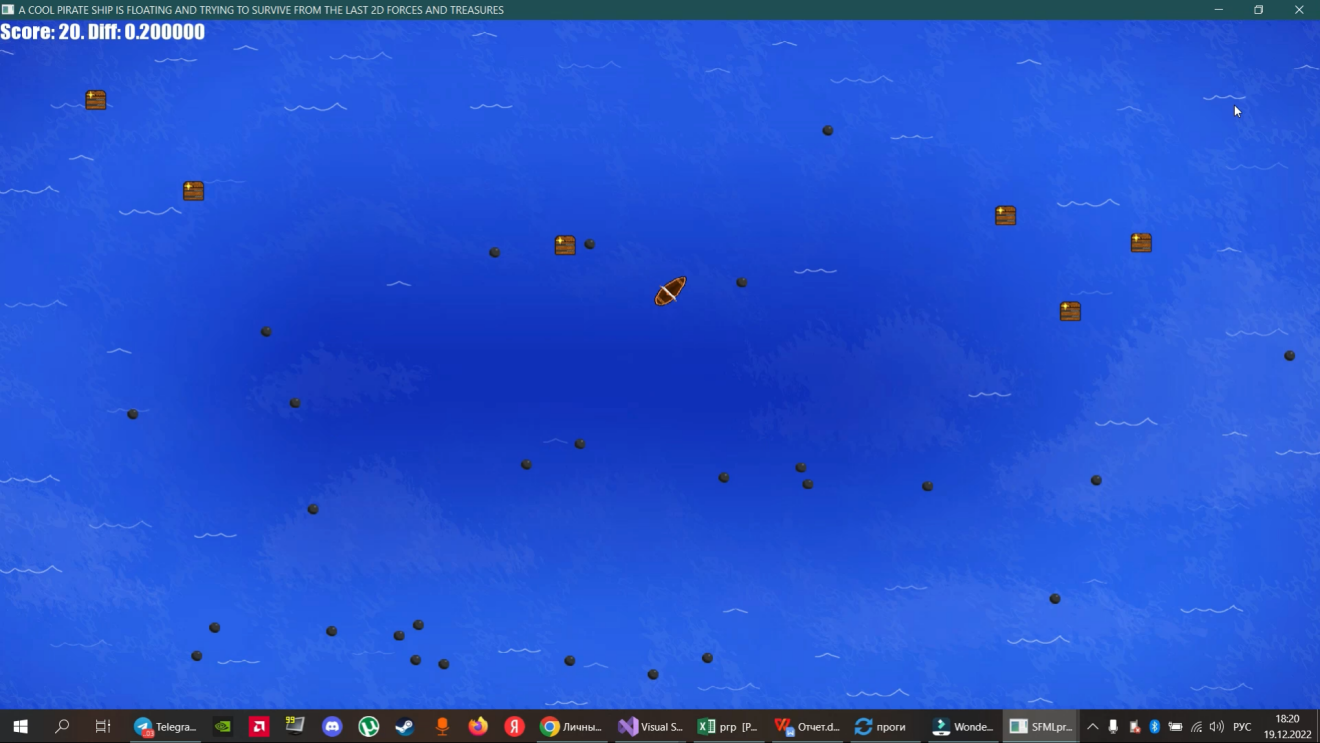 A COOL PIRATE SHIP IS FLOATING AND TRYING TO SURVIVE FROM THE LAST 2D FORCES AND TREASURES
Score: 20. Diff: 0.200000
Telegra...
99
Я
Личны...
Visual S...
ргр [P...
Отчет.d...
проги
Wonde...
SFMLpr...
РУС
18:20
19.12.2022